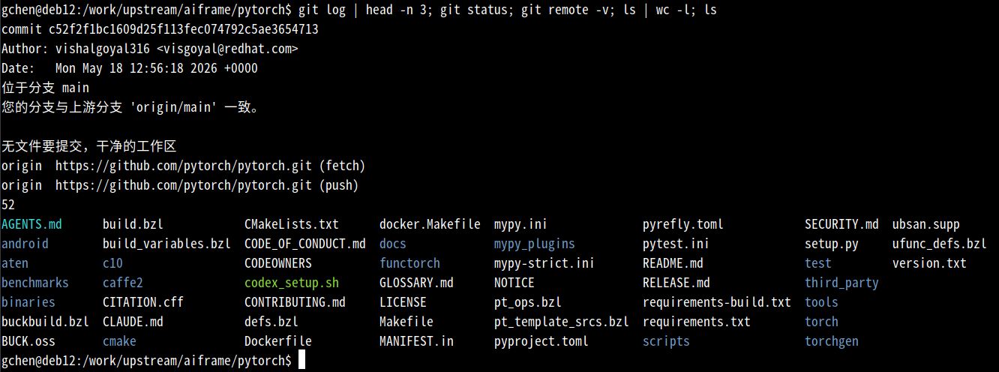 gchen@deb12:/work/upstream/aiframe/pytorch$ git log | head -n 3; git status; git remote -v; ls | wc -l; ls
commit c52f2f1bc1609d25f113fec074792c5ae3654713
Author: vishalgoyal316 <visgoyal@redhat.com>
Date:   Mon May 18 12:56:18 2026 +0000
位于分支 main
您的分支与上游分支 'origin/main' 一致。
无文件要提交，干净的工作区
origin  https://github.com/pytorch/pytorch.git (fetch)
origin  https://github.com/pytorch/pytorch.git (push)
52
AGENTS.md      build.bzl            CMakeLists.txt      docker.Makefile  mypy.ini              pyrefly.toml            SECURITY.md  ubsan.supp
android        build_variables.bzl  CODE_OF_CONDUCT.md  docs             mypy_plugins          pytest.ini              setup.py     ufunc_defs.bzl
aten           c10                  CODEOWNERS          functorch        mypy-strict.ini       README.md               test         version.txt
benchmarks     caffe2               codex_setup.sh      GLOSSARY.md      NOTICE                RELEASE.md              third_party
binaries       CITATION.cff         CONTRIBUTING.md     LICENSE          pt_ops.bzl            requirements-build.txt  tools
buckbuild.bzl  CLAUDE.md            defs.bzl            Makefile         pt_template_srcs.bzl  requirements.txt        torch
BUCK.oss       cmake                Dockerfile          MANIFEST.in      pyproject.toml        scripts                 torchgen
gchen@deb12:/work/upstream/aiframe/pytorch$